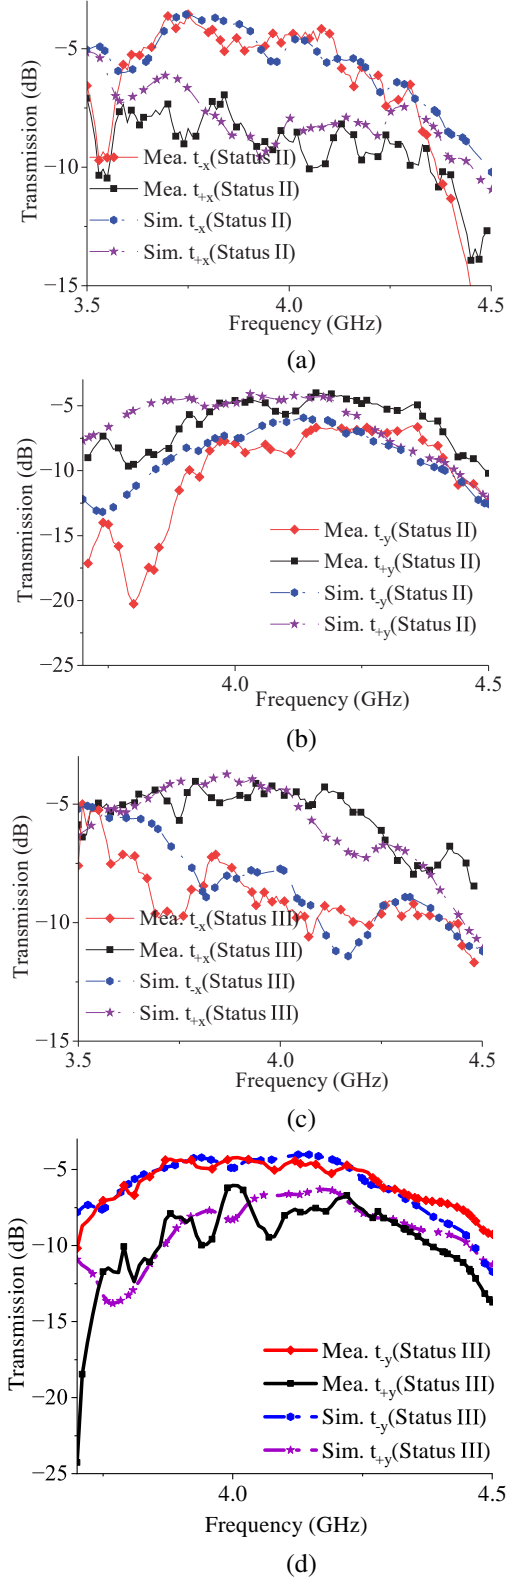 Transmission (dB)
−5
−10
−15
Mea. t-x(Status II)
Mea. t+x(Status II)
Sim. t-x(Status II)
Sim. t+x(Status II)
3.5 4.0 4.5
Frequency (GHz)
(a)
Transmission (dB)
−5
−10
−15
−20
−25
Mea. t-y(Status II)
Mea. t+y(Status II)
Sim. t-y(Status II)
Sim. t+y(Status II)
4.0 4.5
Frequency (GHz)
(b)
Transmission (dB)
−5
−10
−15
Mea. t-x(Status III)
Mea. t+x(Status III)
Sim. t-x(Status III)
Sim. t+x(Status III)
3.5 4.0 4.5
Frequency (GHz)
(c)
Transmission (dB)
−5
−10
−15
−20
−25
Mea. t-y(Status III)
Mea. t+y(Status III)
Sim. t-y(Status III)
Sim. t+y(Status III)
4.0 4.5
Frequency (GHz)
(d)